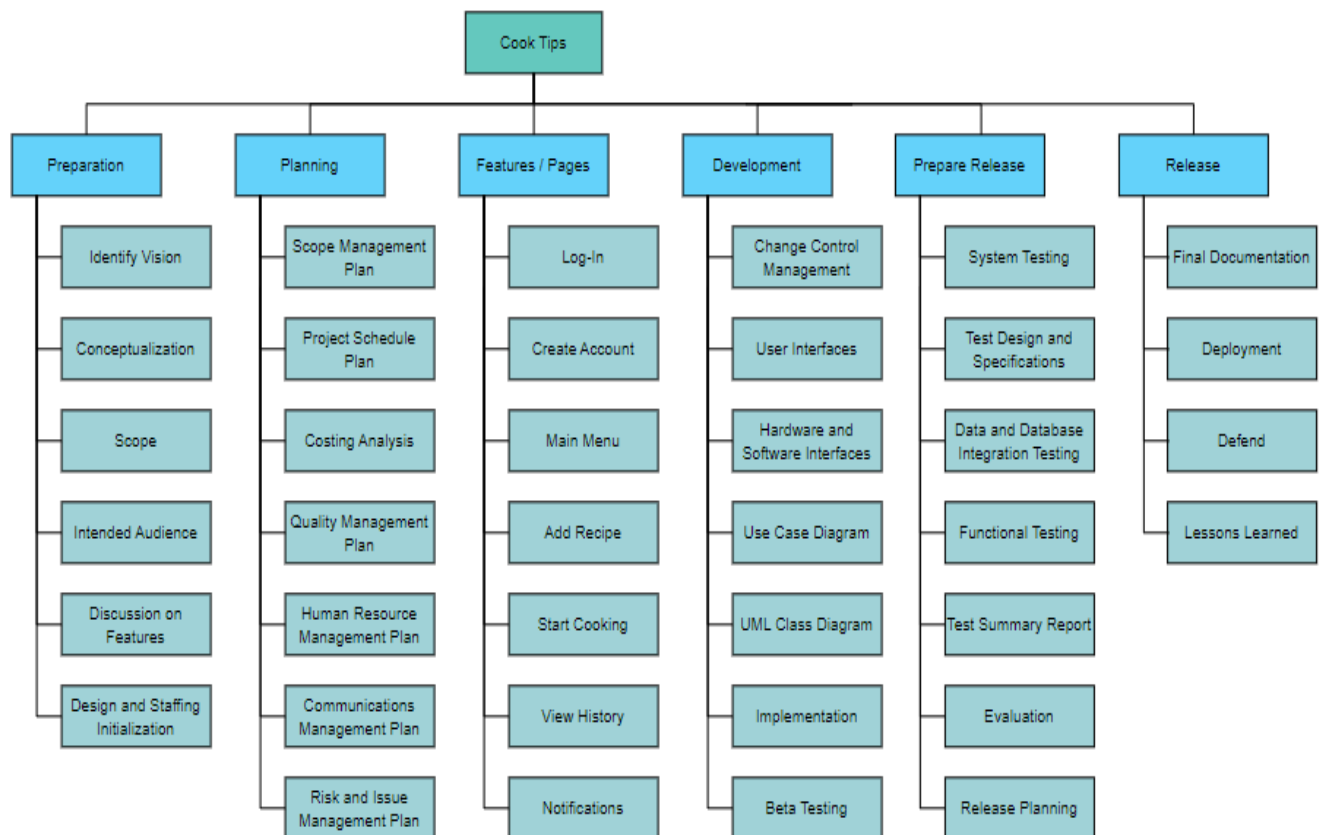 Cook Tips
Preparation
Planning
Features / Pages
Development
Prepare Release
Release
Identify Vision
Conceptualization
Scope
Intended Audience
Discussion on
Features
Design and Staffing
Initialization
Scope Management
Plan
Project Schedule
Plan
Costing Analysis
Quality Management
Plan
Human Resource
Management Plan
Communications
Management Plan
Risk and Issue
Management Plan
Log-In
Create Account
Main Menu
Add Recipe
Start Cooking
View History
Notifications
Change Control
Management
User Interfaces
Hardware and
Software Interfaces
Use Case Diagram
UML Class Diagram
Implementation
Beta Testing
System Testing
Test Design and
Specifications
Data and Database
Integration Testing
Functional Testing
Test Summary Report
Evaluation
Release Planning
Final Documentation
Deployment
Defend
Lessons Learned